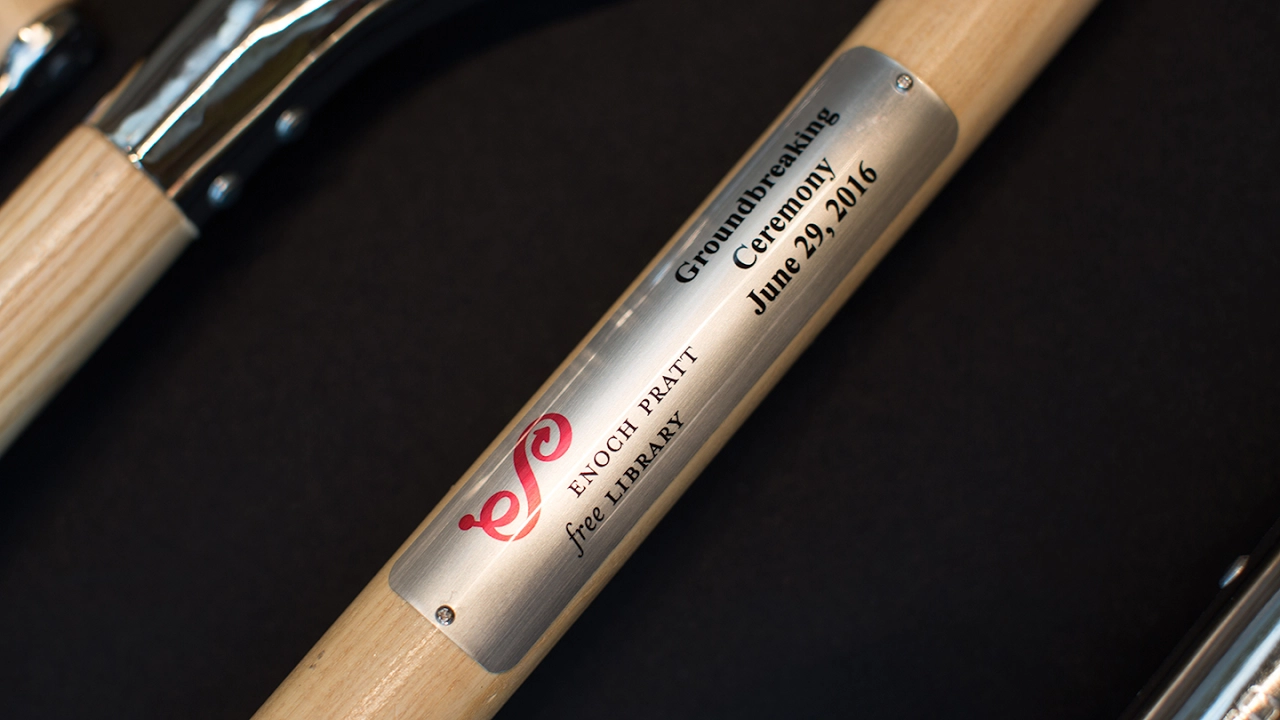 ENOCH PRATT
free LIBRARY
Groundbreaking
Ceremony
June 29, 2016